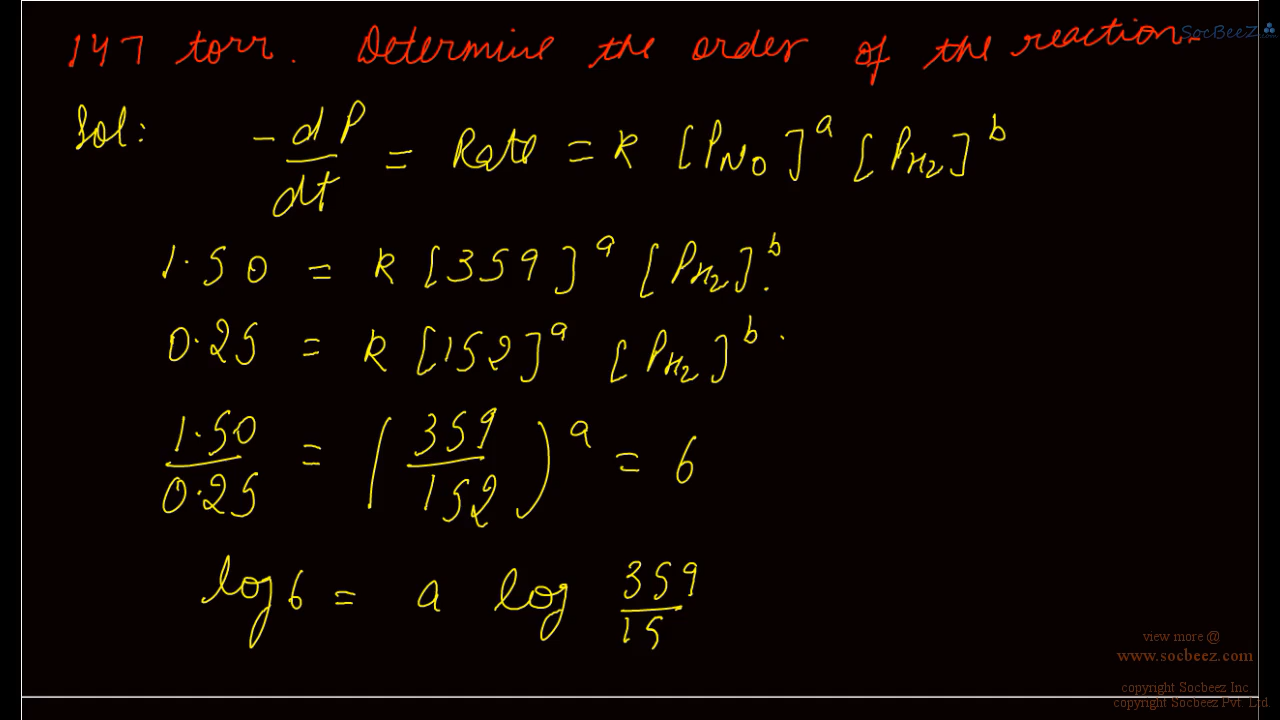 147 torr. Determine the order of the reaction.
SocBeeZ.com
Sol: -dP/dt = Rate = k [P_NO]^a [P_H2]^b
1.50 = k [359]^a [P_H2]^b.
0.25 = k [152]^a [P_H2]^b.
1.50/0.25 = (359/152)^a = 6
log 6 = a log 359/15
view more @
www.socbeez.com
copyright Socbeez Inc
copyright Socbeez Pvt Ltd